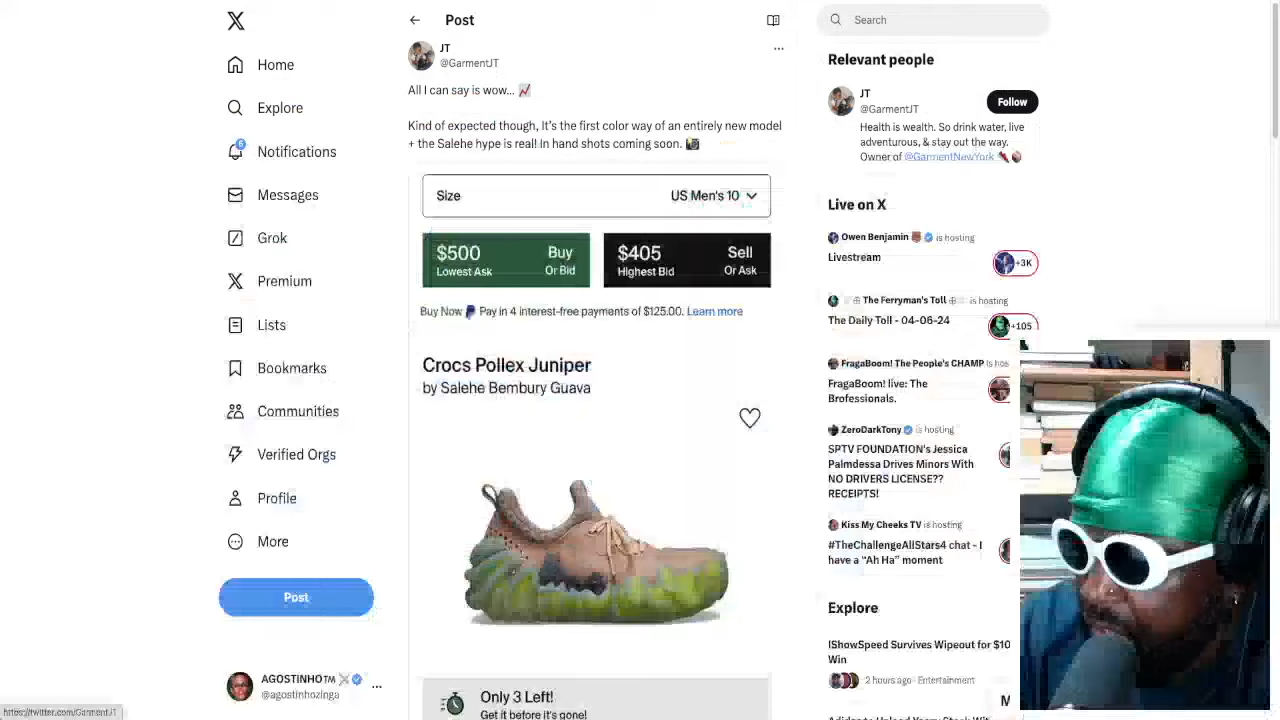 Home
Explore
6
Notifications
Messages
Grok
Premium
Lists
Bookmarks
Communities
Verified Orgs
Profile
More
Post
AGOSTINHO™
@agostinhozinga
https://twitter.com/GarmentJT
Post
JT
@GarmentJT
All I can say is wow...
Kind of expected though, It's the first color way of an entirely new model
+ the Salehe hype is real! In hand shots coming soon.
Size
US Men's 10
$500
Buy
Lowest Ask
Or Bid
$405
Sell
Highest Bid
Or Ask
Buy Now
Pay in 4 interest-free payments of $125.00. Learn more
Crocs Pollex Juniper
by Salehe Bembury Guava
Only 3 Left!
Get it before it's gone!
Search
Relevant people
JT
@GarmentJT
Follow
Health is wealth. So drink water, live
adventurous, & stay out the way.
Owner of @GarmentNewYork
Live on X
Owen Benjamin is hosting
Livestream
+3K
The Ferryman's Toll is hosting
The Daily Toll - 04-06-24
+105
FragaBoom! The People's CHAMP is hos
FragaBoom! live: The
Brofessionals.
ZeroDarkTony is hosting
SPTV FOUNDATION's Jessica
Palmdessa Drives Minors With
NO DRIVERS LICENSE??
RECEIPTS!
Kiss My Cheeks TV is hosting
#TheChallengeAllStars4 chat - I
have a “Ah Ha” moment
Explore
IShowSpeed Survives Wipeout for $10
Win
2 hours ago · Entertainment
M